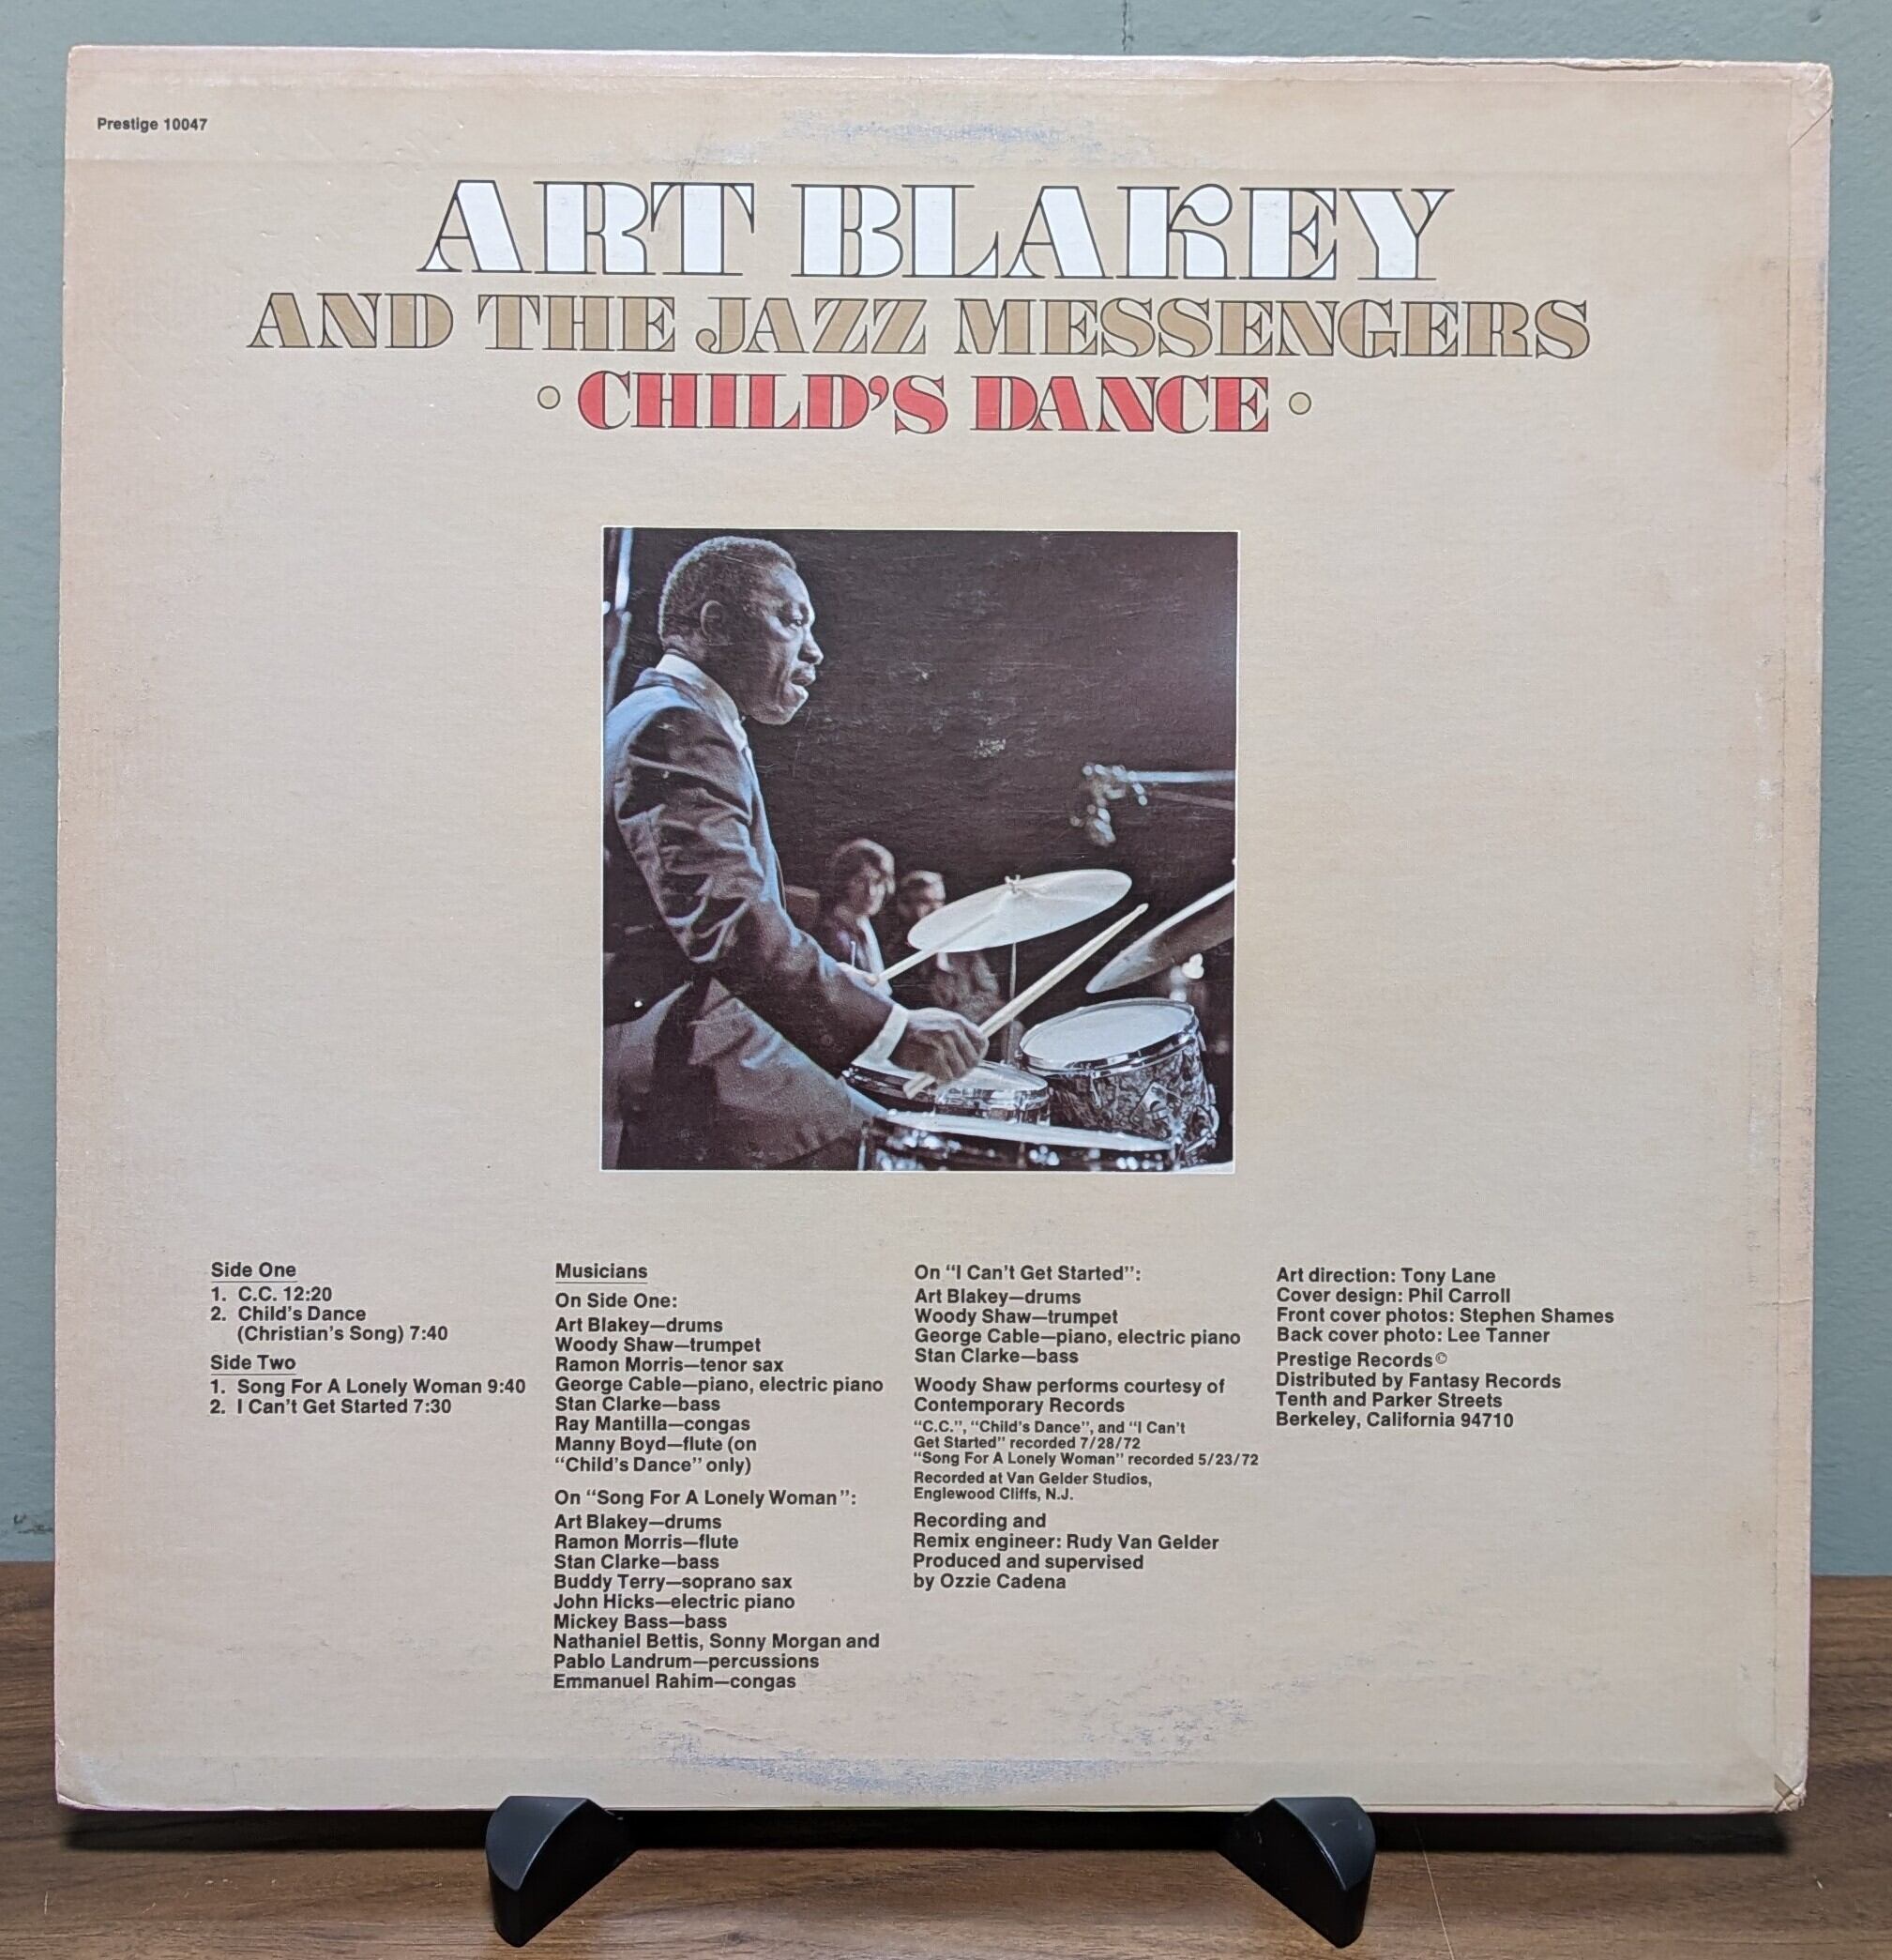 Prestige 10047
ART BLAKEY
AND THE JAZZ MESSENGERS
• CHILD'S DANCE •
Side One
1. C.C. 12:20
2. Child's Dance
(Christian's Song) 7:40
Side Two
1. Song For A Lonely Woman 9:40
2. I Can't Get Started 7:30
Musicians
On Side One:
Art Blakey—drums
Woody Shaw—trumpet
Ramon Morris—tenor sax
George Cable—piano, electric piano
Stan Clarke—bass
Ray Mantilla—congas
Manny Boyd—flute (on
"Child's Dance" only)
On "Song For A Lonely Woman":
Art Blakey—drums
Ramon Morris—flute
Stan Clarke—bass
Buddy Terry—soprano sax
John Hicks—electric piano
Mickey Bass—bass
Nathaniel Bettis, Sonny Morgan and
Pablo Landrum—percussions
Emmanuel Rahim—congas
On "I Can't Get Started":
Art Blakey—drums
Woody Shaw—trumpet
George Cable—piano, electric piano
Stan Clarke—bass
Woody Shaw performs courtesy of
Contemporary Records
"C.C.", "Child's Dance", and "I Can't
Get Started" recorded 7/28/72
"Song For A Lonely Woman" recorded 5/23/72
Recorded at Van Gelder Studios,
Englewood Cliffs, N.J.
Recording and
Remix engineer: Rudy Van Gelder
Produced and supervised
by Ozzie Cadena
Art direction: Tony Lane
Cover design: Phil Carroll
Front cover photos: Stephen Shames
Back cover photo: Lee Tanner
Prestige Records©
Distributed by Fantasy Records
Tenth and Parker Streets
Berkeley, California 94710